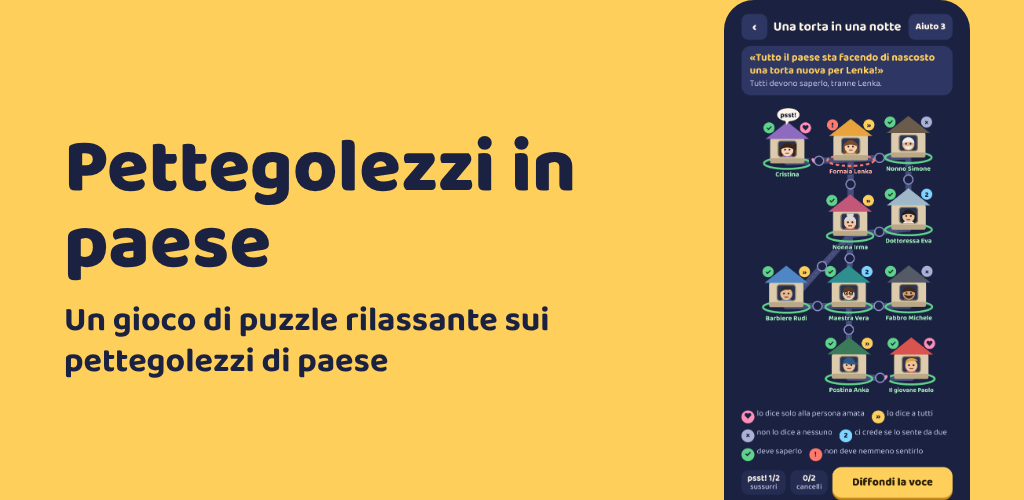 Pettegolezzi in
paese
Un gioco di puzzle rilassante sui
pettegolezzi di paese
‹ Una torta in una notte Aiuto 3
«Tutto il paese sta facendo di nascosto
una torta nuova per Lenka!»
Tutti devono saperlo, tranne Lenka.
psst!
! » ×
Cristina Fornaia Lenka Nonno Simone
» 2
Nonna Irma Dottoressa Eva
» 2 ×
Barbiere Rudi Maestra Vera Fabbro Michele
»
Postina Anka Il giovane Paolo
lo dice solo alla persona amata » lo dice a tutti
× non lo dice a nessuno 2 ci crede se lo sente da due
deve saperlo ! non deve nemmeno sentirlo
psst! 1/2 0/2 Diffondi la voce
sussurri cancelli